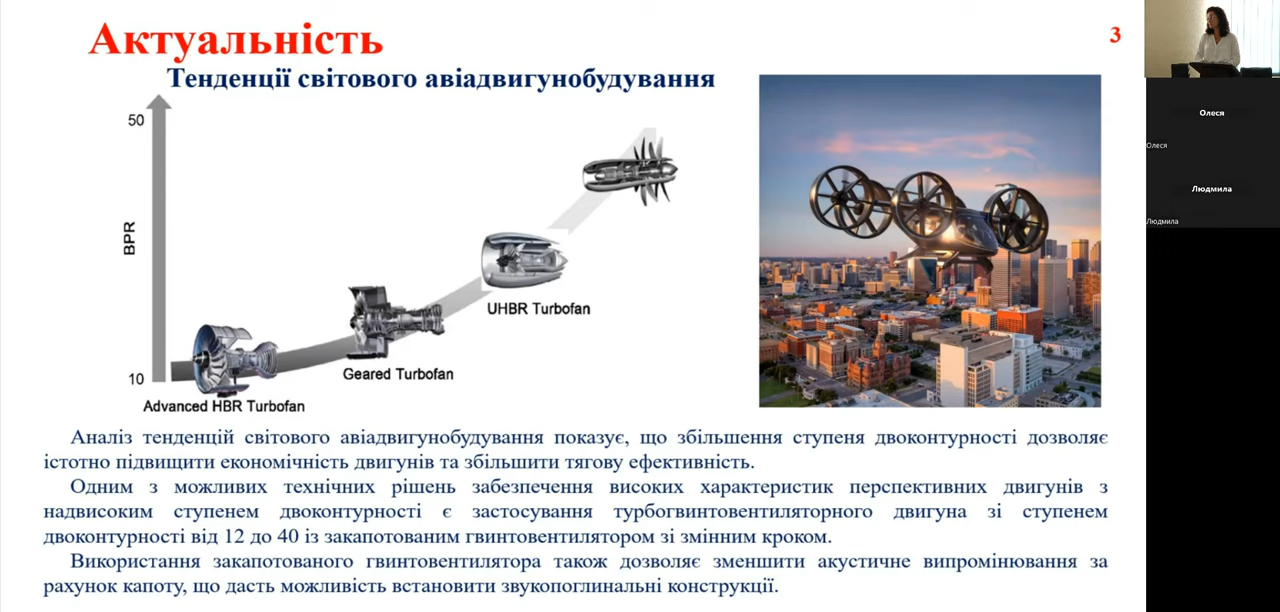 Актуальність
3
Тенденції світового авіадвигунобудування
50
BPR
10
UHBR Turbofan
Geared Turbofan
Advanced HBR Turbofan
Аналіз тенденцій світового авіадвигунобудування показує, що збільшення ступеня двоконтурності дозволяє
істотно підвищити економічність двигунів та збільшити тягову ефективність.
Одним з можливих технічних рішень забезпечення високих характеристик перспективних двигунів з
надвисоким ступенем двоконтурності є застосування турбогвинтовентиляторного двигуна зі ступенем
двоконтурності від 12 до 40 із закапотованим гвинтовентилятором зі змінним кроком.
Використання закапотованого гвинтовентилятора також дозволяє зменшити акустичне випромінювання за
рахунок капоту, що дасть можливість встановити звукопоглинальні конструкції.
Олеся
Олеся
Людмила
Людмила